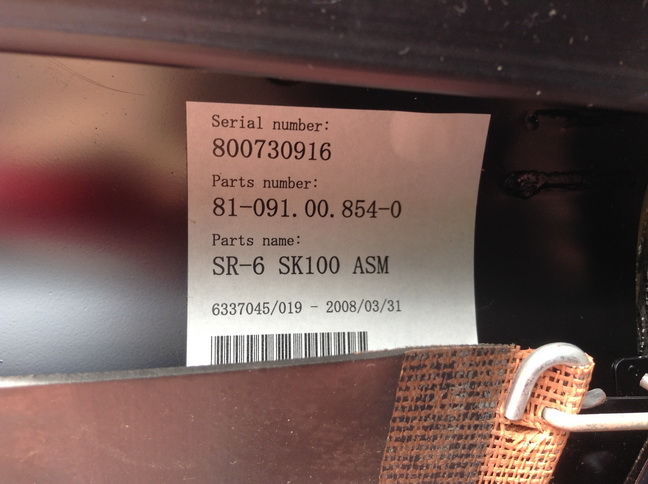 Serial number:
800730916
Parts number:
81-091.00.854-0
Parts name:
SR-6 SK100 ASM
6337045/019 - 2008/03/31